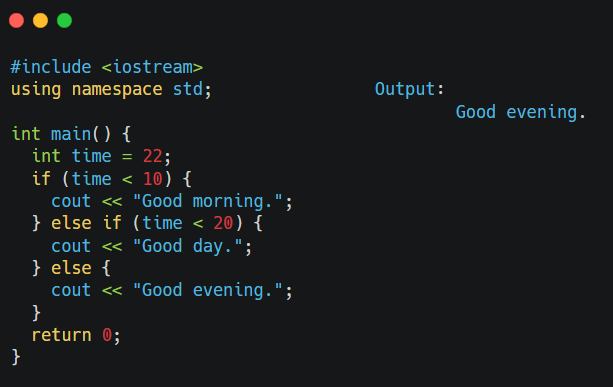 #include <iostream>
using namespace std;
Output:
Good evening.
int main() {
  int time = 22;
  if (time < 10) {
    cout << "Good morning.";
  } else if (time < 20) {
    cout << "Good day.";
  } else {
    cout << "Good evening.";
  }
  return 0;
}